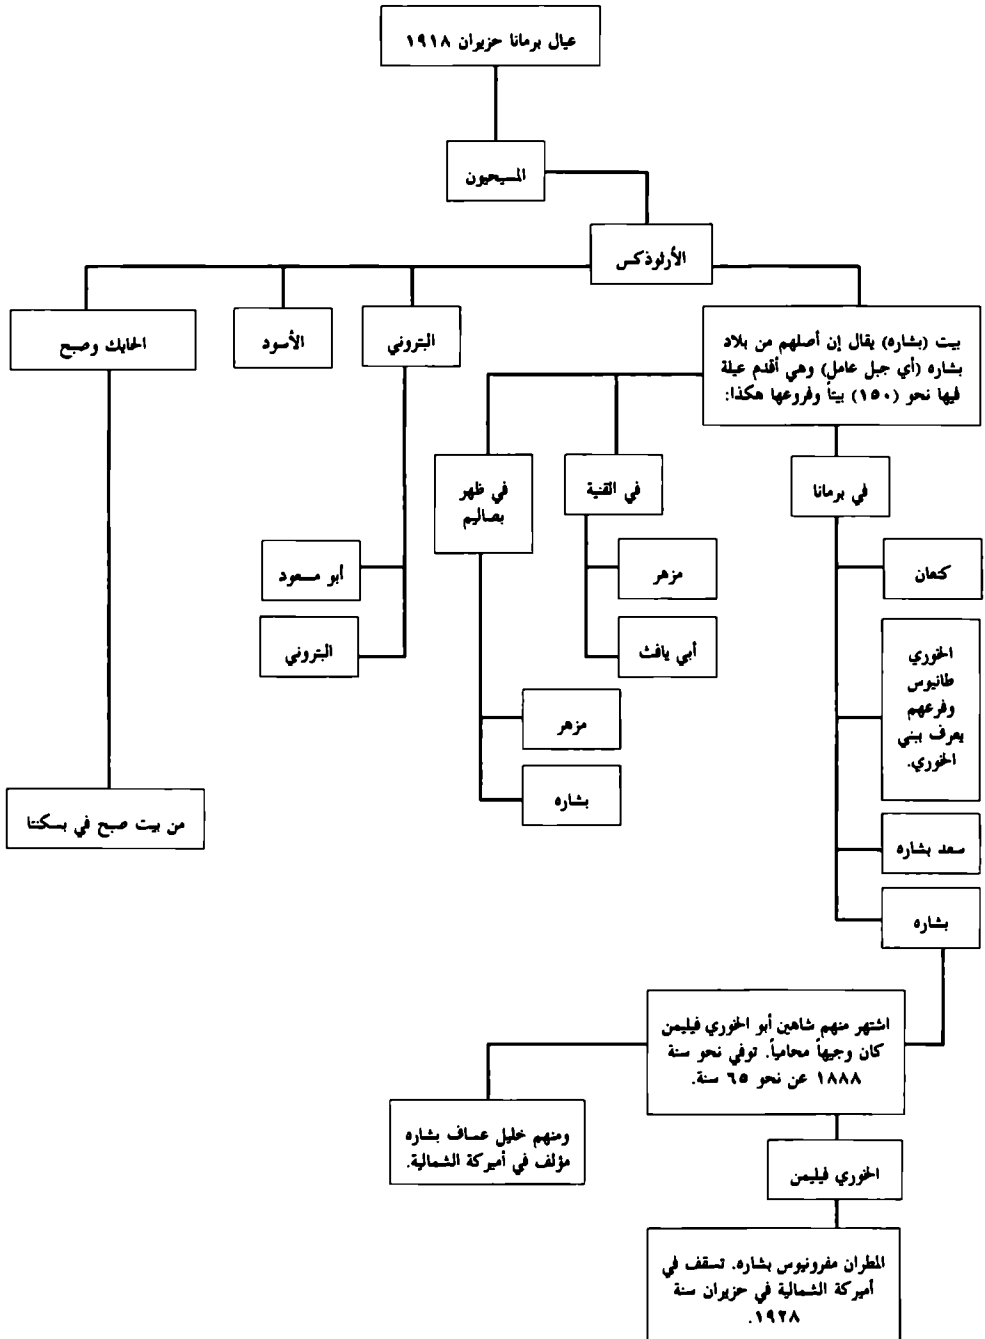 عيال برمانا حزيران ١٩١٨
المسيحيون
الأرلوذكس
بيت (بشاره) يقال إن أصلهم من بلاد
بشاره (أي جبل عامل) وهي أقدم عيلة
فيها نحو (١٥٠) بيتاً وفروعها هكذا:
البتروني
الأسود
الحايك وصبح
في برمانا
في القنية
في ظهر
بصاليم
كنعان
مزهر
أبو مسعود
الخوري
طانيوس
وفرعهم
يعرف ببني
الخوري.
أبي يافث
البتروني
مزهر
بشاره
من بيت صبح في بسكنتا
سعد بشاره
بشاره
اشتهر منهم شاهين أبو الخوري فيليمن
كان وجيهاً محامياً. توفي نحو سنة
١٨٨٨ عن نحو ٦٥ سنة.
ومنهم خليل عساف بشاره
مؤلف في أميركة الشمالية.
الخوري فيليمن
المطران مفرونيوس بشاره. تسقف في
أميركة الشمالية في حزيران سنة
١٩٢٨.